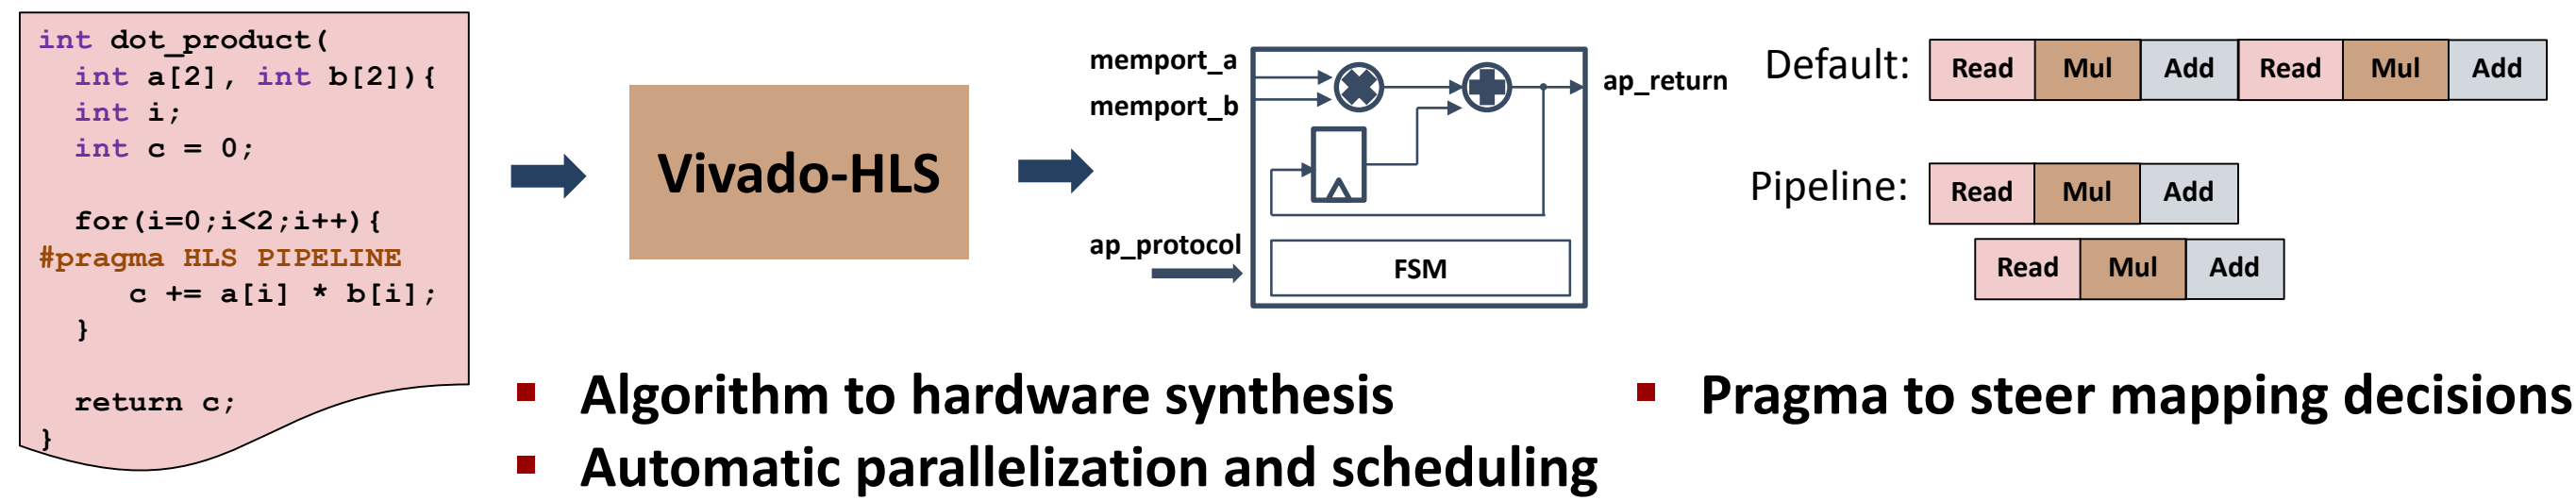 int dot_product(
int a[2], int b[2]){
int i;
int c = 0;
for(i=0;i<2;i++){
#pragma HLS PIPELINE
c += a[i] * b[i];
}
return c;
}
Vivado-HLS
memport_a
memport_b
ap_protocol
FSM
ap_return
Default: Read Mul Add Read Mul Add
Pipeline: Read Mul Add
Read Mul Add
▪ Algorithm to hardware synthesis
▪ Automatic parallelization and scheduling
▪ Pragma to steer mapping decisions